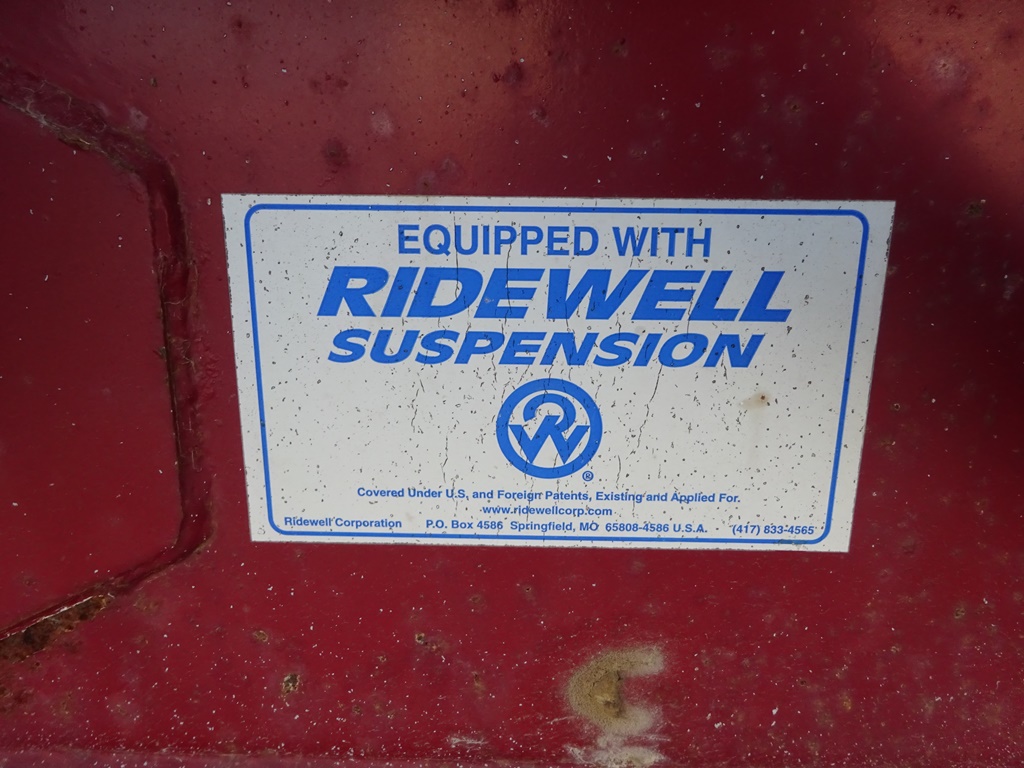 EQUIPPED WITH
RIDEWELL
SUSPENSION
RW
®
Covered Under U.S, and Foreign Patents, Existing and Applied For.
www.ridewellcorp.com
Ridewell Corporation P.O. Box 4586 Springfield, MO 65808-4586 U.S.A. (417) 833-4565